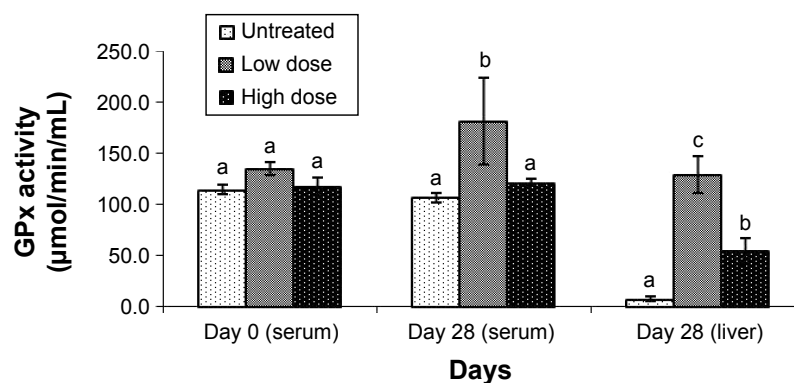 Untreated
Low dose
High dose
GPx activity
(µmol/min/mL)
250.0
200.0
150.0
100.0
50.0
0.0
a
a
a
a
b
a
a
c
b
Day 0 (serum)
Day 28 (serum)
Day 28 (liver)
Days